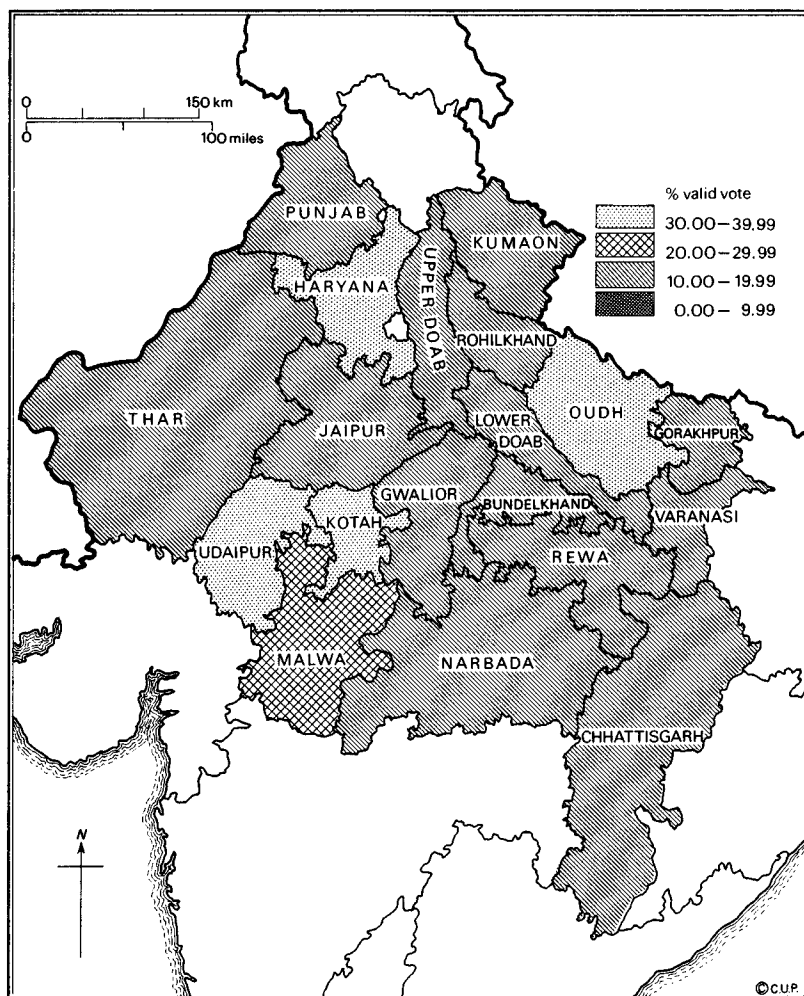 0 150 km
0 100 miles
% valid vote
30.00–39.99
20.00–29.99
10.00–19.99
0.00–9.99
PUNJAB
KUMAON
HARYANA
UPPER DOAB
ROHILKHAND
THAR
JAIPUR
LOWER
DOAB
OUDH
GORAKHPUR
GWALIOR
BUNDELKHAND
VARANASI
KOTAH
UDAIPUR
REWA
MALWA
NARBADA
CHHATTISGARH
N
© C.U.P.